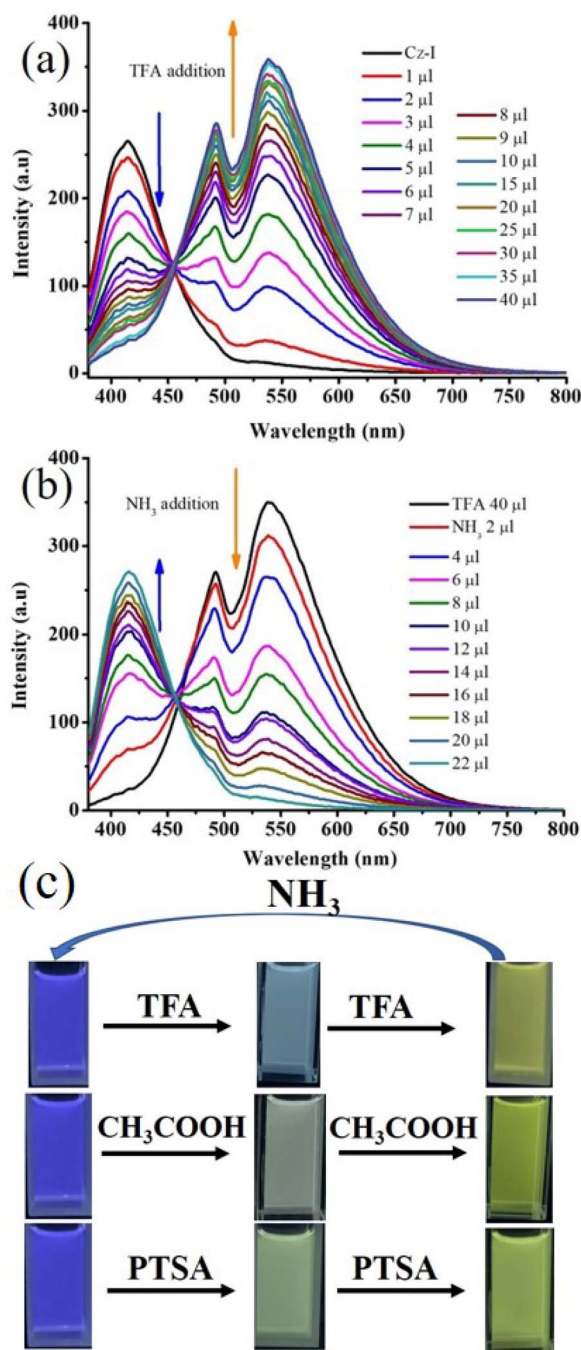 (a)
TFA addition
Cz-I
1 µl
2 µl
3 µl
4 µl
5 µl
6 µl
7 µl
8 µl
9 µl
10 µl
15 µl
20 µl
25 µl
30 µl
35 µl
40 µl
400
300
200
100
0
Intensity (a.u)
400 450 500 550 600 650 700 750 800
Wavelength (nm)
(b)
NH3 addition
TFA 40 µl
NH3 2 µl
4 µl
6 µl
8 µl
10 µl
12 µl
14 µl
16 µl
18 µl
20 µl
22 µl
400
300
200
100
0
Intensity (a.u)
400 450 500 550 600 650 700 750 800
Wavelength (nm)
(c)
NH3
TFA TFA
CH3COOH CH3COOH
PTSA PTSA